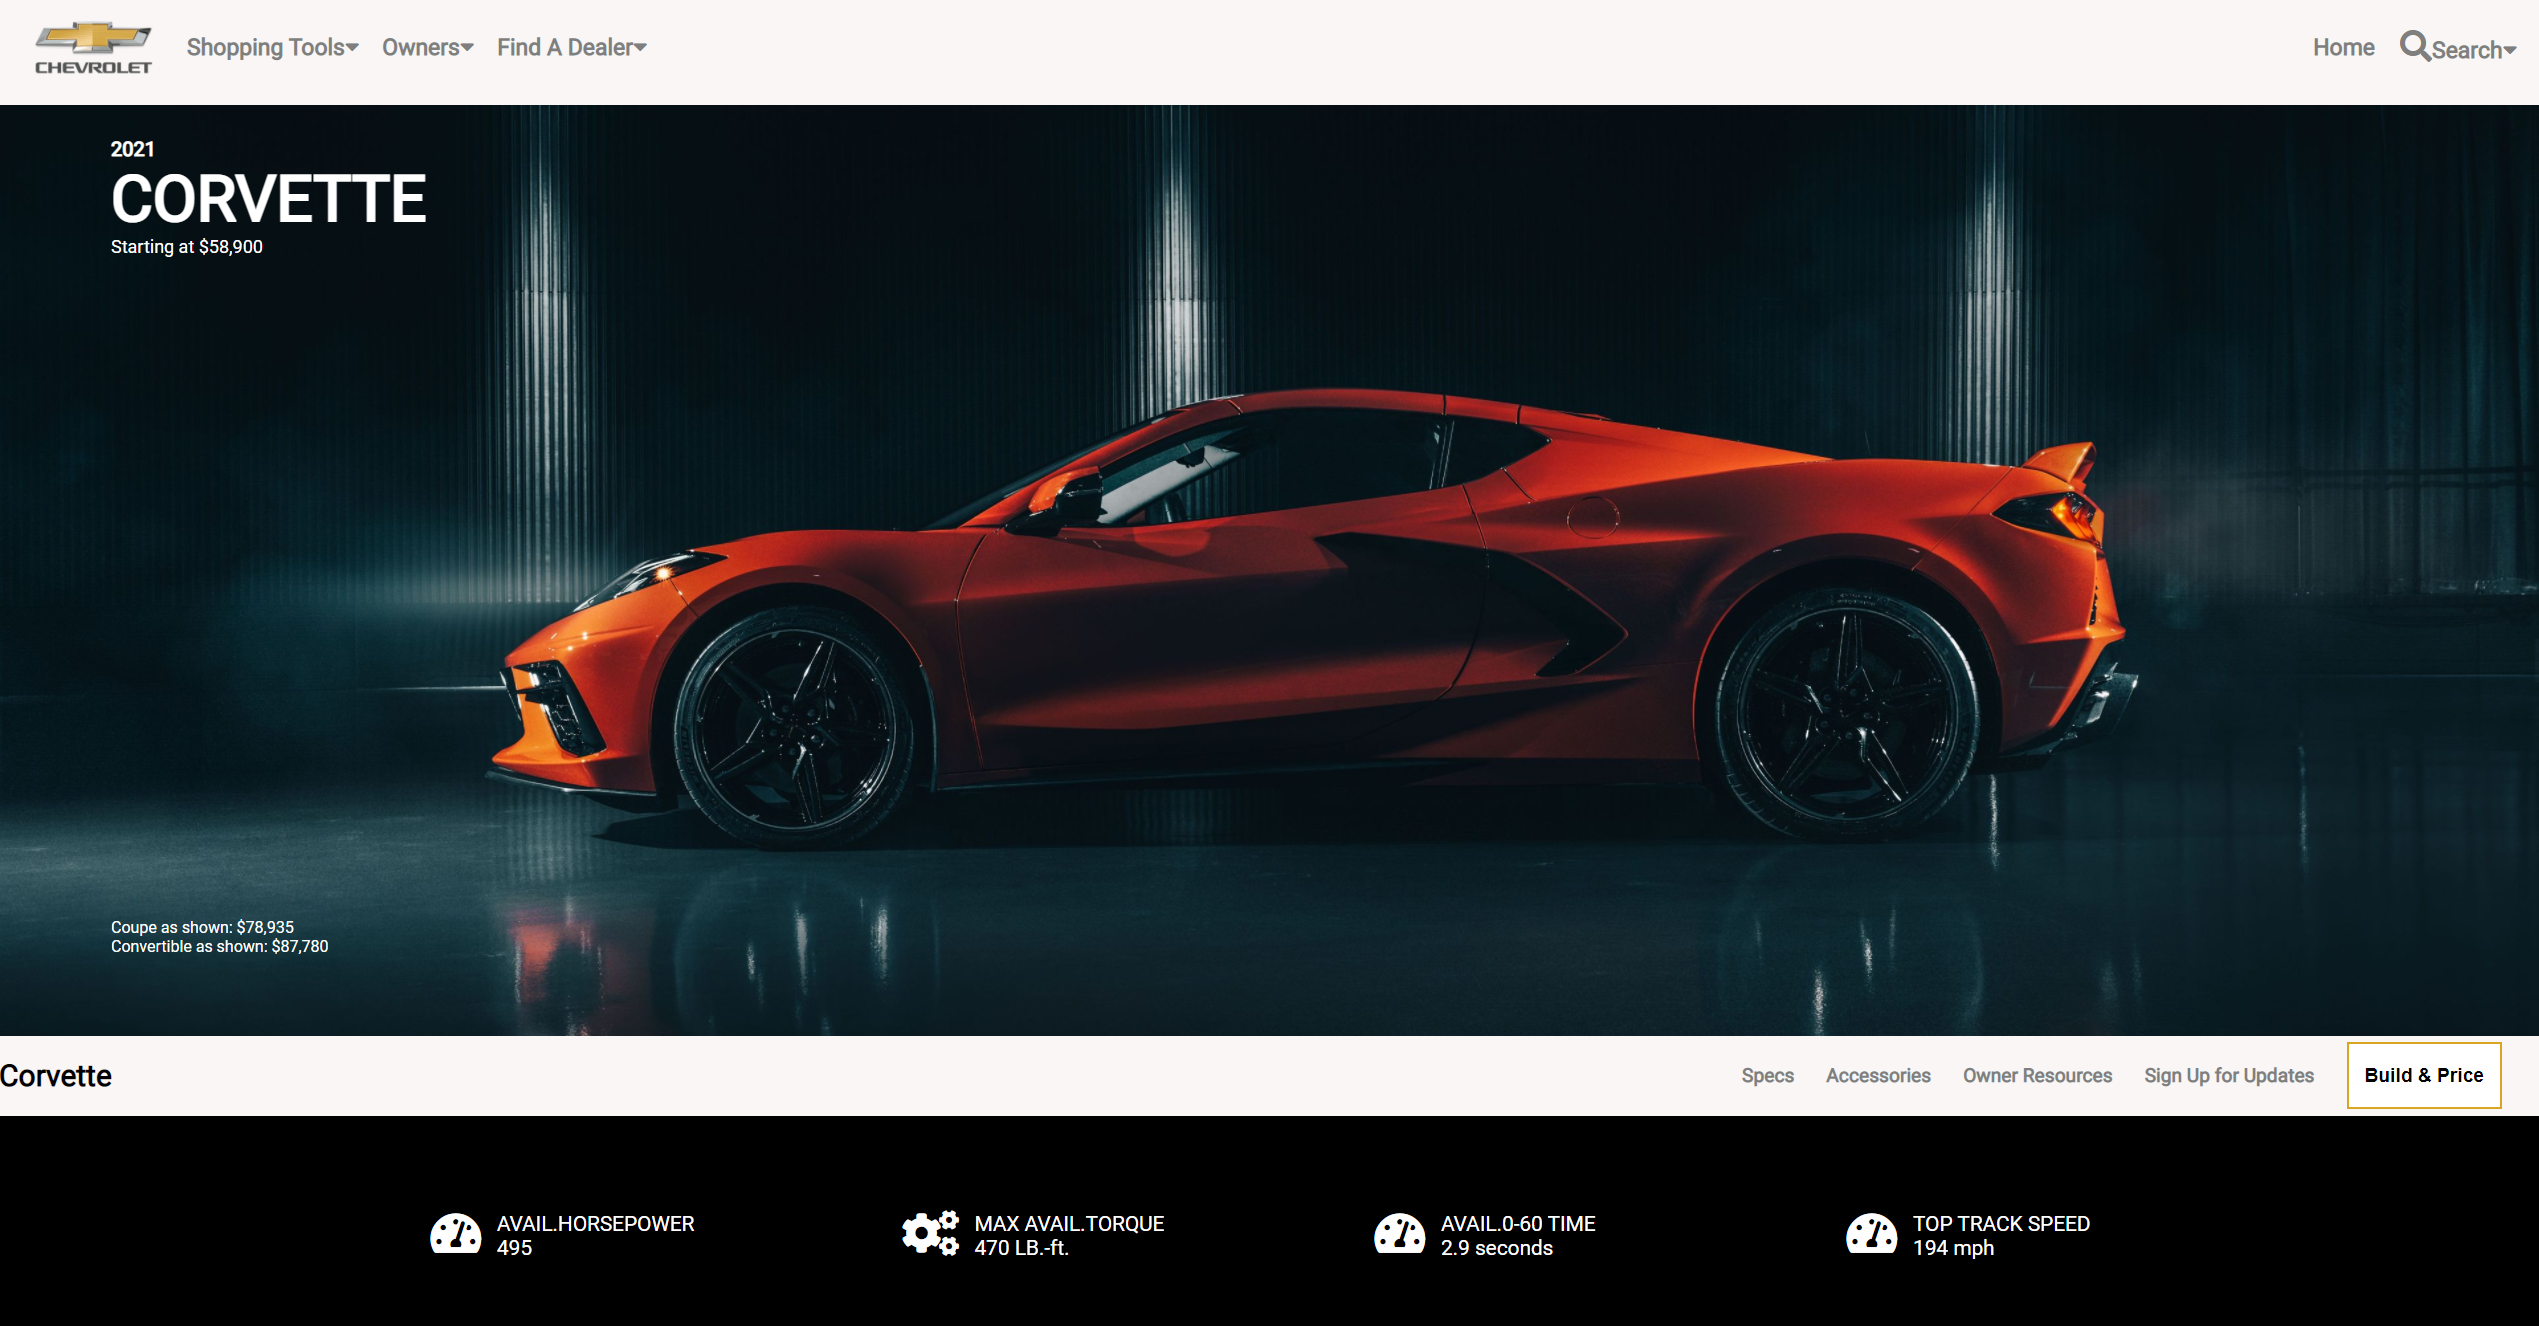 CHEVROLET
Shopping Tools Owners Find A Dealer Home Search
2021
CORVETTE
Starting at $58,900
Coupe as shown: $78,935
Convertible as shown: $87,780
Corvette Specs Accessories Owner Resources Sign Up for Updates Build & Price
AVAIL.HORSEPOWER
495
MAX AVAIL.TORQUE
470 LB.-ft.
AVAIL.0-60 TIME
2.9 seconds
TOP TRACK SPEED
194 mph